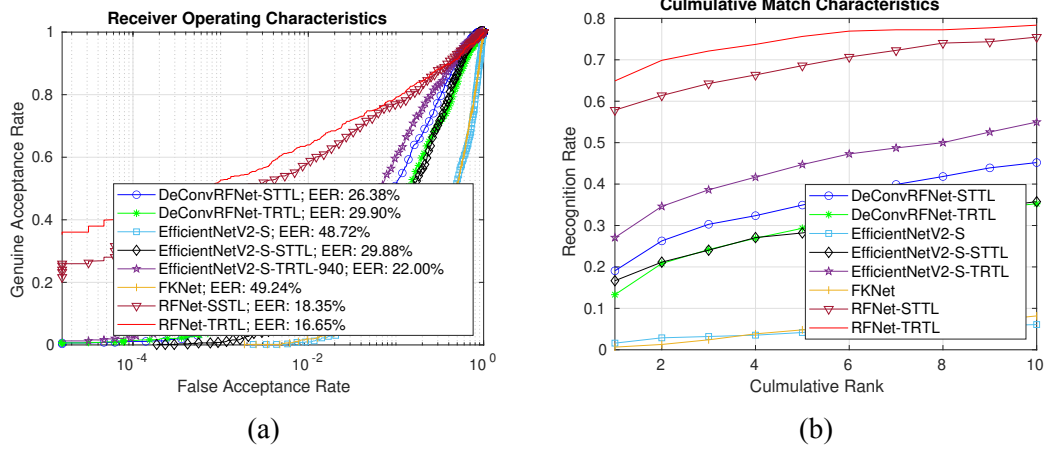 Receiver Operating Characteristics
Genuine Acceptance Rate
1
0.8
0.6
0.4
0.2
0
DeConvRFNet-STTL; EER: 26.38%
DeConvRFNet-TRTL; EER: 29.90%
EfficientNetV2-S; EER: 48.72%
EfficientNetV2-S-STTL; EER: 29.88%
EfficientNetV2-S-TRTL-940; EER: 22.00%
FKNet; EER: 49.24%
RFNet-SSTL; EER: 18.35%
RFNet-TRTL; EER: 16.65%
10-4 10-2 100
False Acceptance Rate
(a)
Culmulative Match Characteristics
Recognition Rate
0.8
0.7
0.6
0.5
0.4
0.3
0.2
0.1
0
DeConvRFNet-STTL
DeConvRFNet-TRTL
EfficientNetV2-S
EfficientNetV2-S-STTL
EfficientNetV2-S-TRTL
FKNet
RFNet-STTL
RFNet-TRTL
2 4 6 8 10
Culmulative Rank
(b)